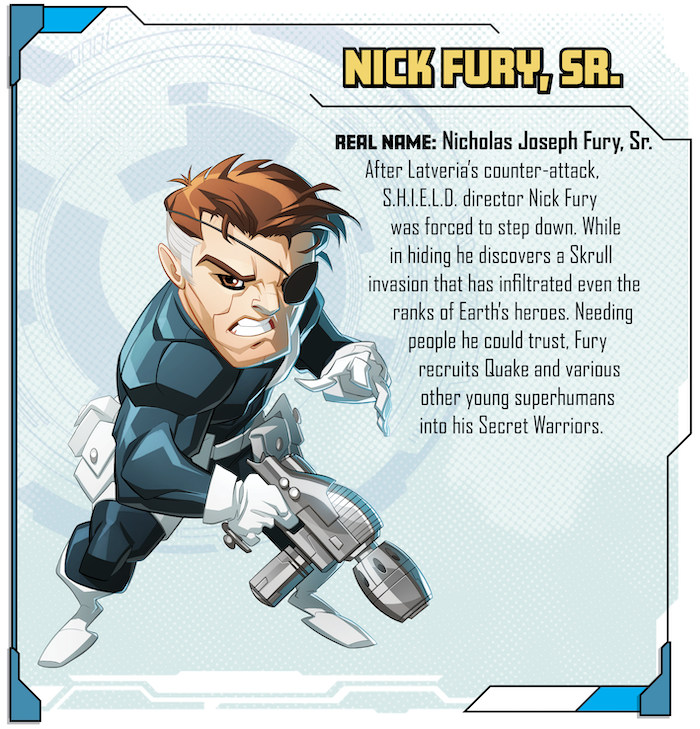 NICK FURY, SR.
REAL NAME: Nicholas Joseph Fury, Sr.
After Latveria's counter-attack,
S.H.I.E.L.D. director Nick Fury
was forced to step down. While
in hiding he discovers a Skrull
invasion that has infiltrated even the
ranks of Earth's heroes. Needing
people he could trust, Fury
recruits Quake and various
other young superhumans
into his Secret Warriors.